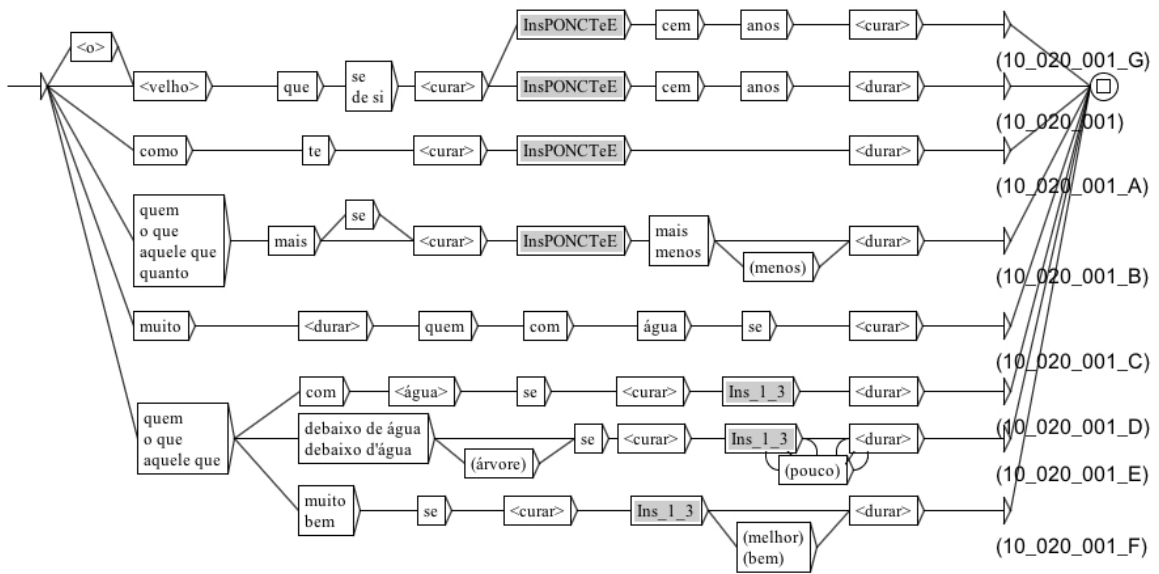 InsPONCTeE cem anos <curar>
<o>
(10_020_001_G)
<velho> que se <curar> InsPONCTeE cem anos <durar>
de si
(10_020_001)
como te <curar> InsPONCTeE <durar>
(10_020_001_A)
quem
o que
aquele que
quanto
mais se <curar> InsPONCTeE mais <durar>
menos
(menos)
(10_020_001_B)
muito <durar> quem com água se <curar>
(10_020_001_C)
com <água> se <curar> Ins_1_3 <durar>
quem
o que
aquele que
(10_020_001_D)
debaixo de água se <curar> Ins_1_3 <durar>
debaixo d'água
(árvore) (pouco)
(10_020_001_E)
muito se <curar> Ins_1_3 <durar>
bem
(melhor)
(bem)
(10_020_001_F)